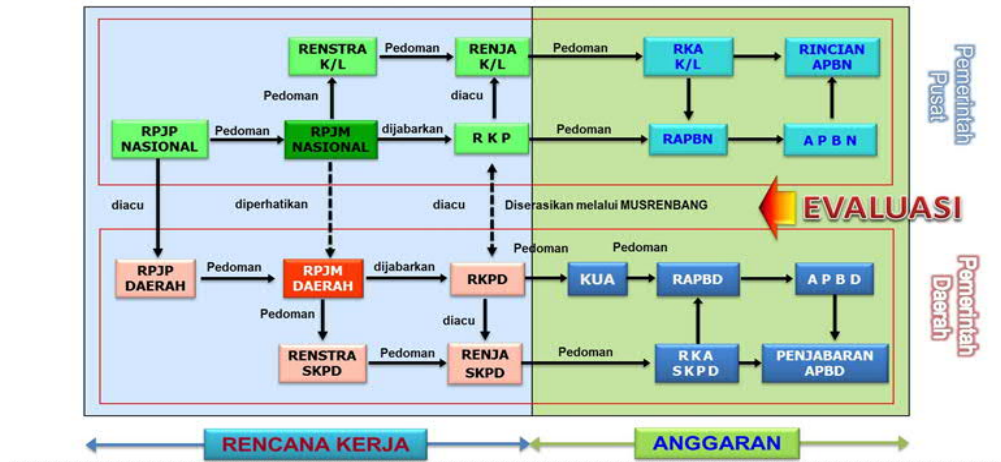 RENSTRA
K/L
Pedoman
RENJA
K/L
Pedoman
RKA
K/L
RINCIAN
APBN
Pedoman
diacu
RPJP
NASIONAL
Pedoman
RPJM
NASIONAL
dijabarkan
R K P
Pedoman
RAPBN
A P B N
Pemerintah
Pusat
diacu
diperhatikan
diacu
Diserasikan melalui MUSRENBANG
EVALUASI
Pedoman
Pedoman
RPJP
DAERAH
Pedoman
RPJM
DAERAH
dijabarkan
RKPD
KUA
RAPBD
A P B D
Pemerintah
Daerah
Pedoman
diacu
RENSTRA
SKPD
Pedoman
RENJA
SKPD
Pedoman
R K A
S K P D
PENJABARAN
APBD
RENCANA KERJA
ANGGARAN